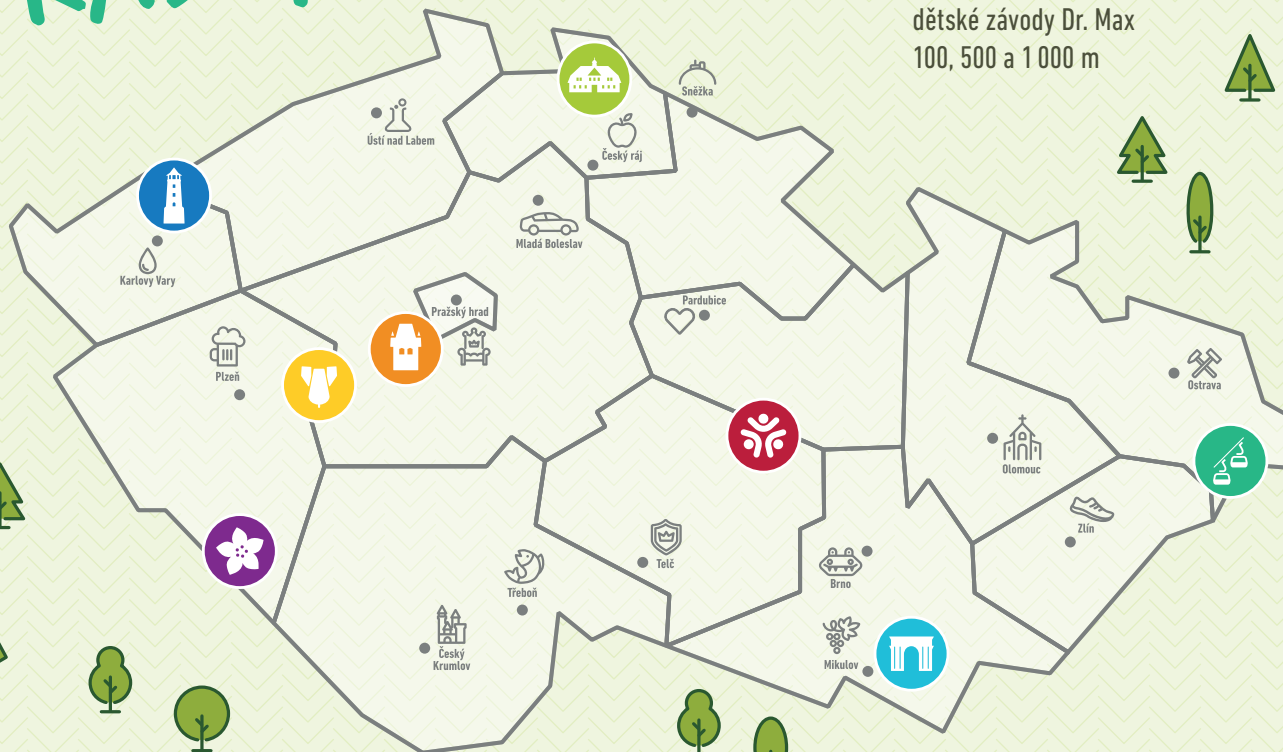 dětské závody Dr. Max
100, 500 a 1 000 m
Sněžka
Ústí nad Labem
Český ráj
Mladá Boleslav
Karlovy Vary
Pražský hrad
Pardubice
Plzeň
Ostrava
Olomouc
Zlín
Telč
Brno
Třeboň
Český
Krumlov
Mikulov